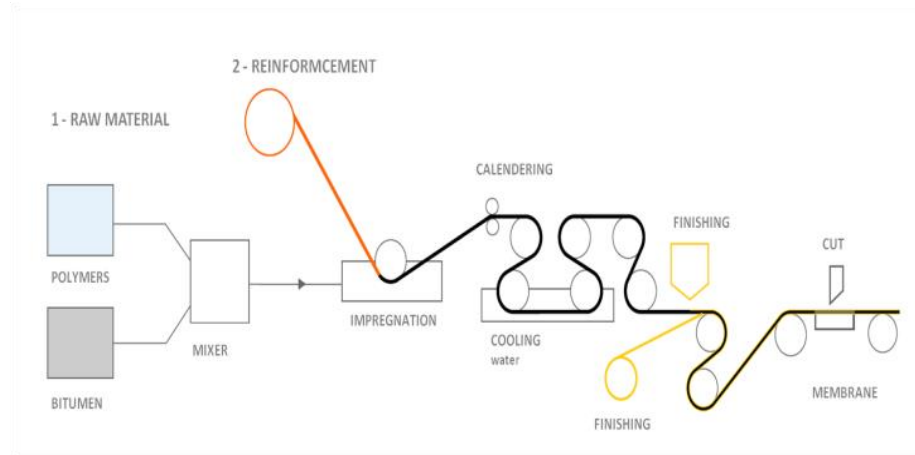 2 - REINFORMCEMENT
1 - RAW MATERIAL
CALENDERING
FINISHING
CUT
POLYMERS
IMPREGNATION
MIXER
COOLING
water
BITUMEN
MEMBRANE
FINISHING